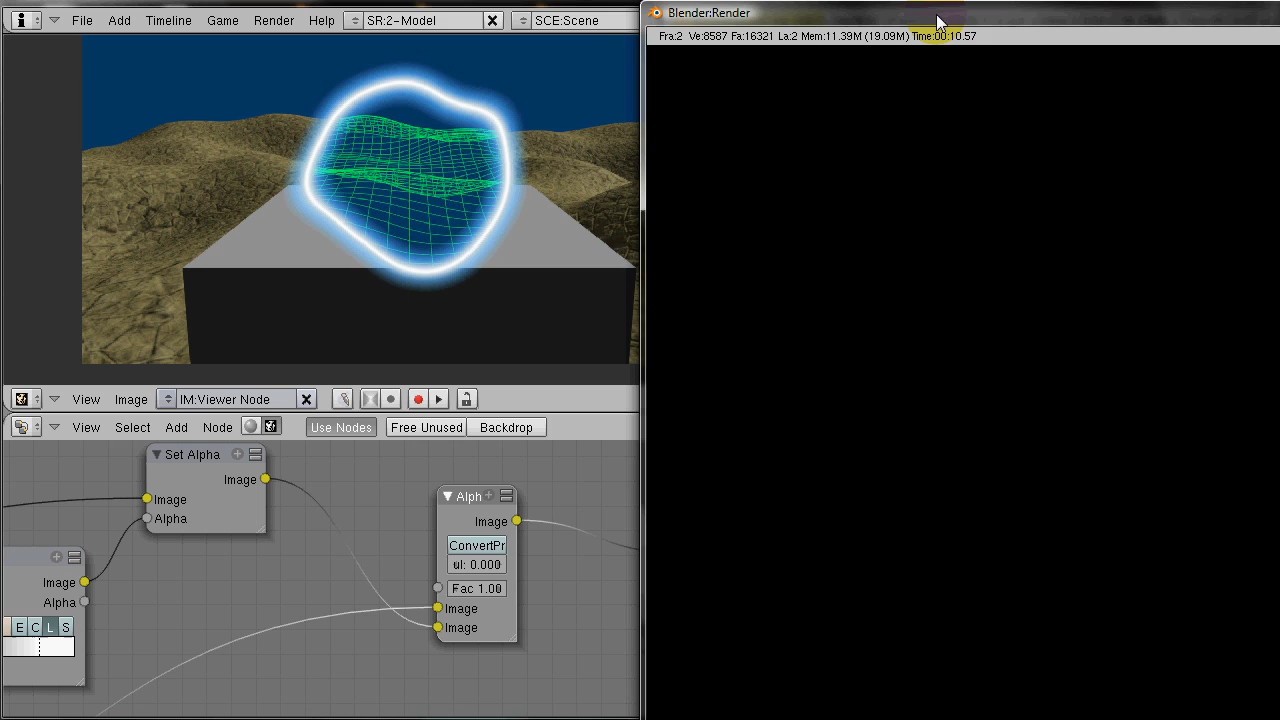 File Add Timeline Game Render Help SR:2-Model SCE:Scene
Blender:Render
Fra:2 Ve:8587 Fa:16321 La:2 Mem:11.39M (19.09M) Time:00:10.57
View Image IM:Viewer Node
View Select Add Node Use Nodes Free Unused Backdrop
Set Alpha
Image
Image
Alpha
Image
Alpha
E C L S
Alph
Image
ConvertPr
ul: 0.000
Fac 1.00
Image
Image